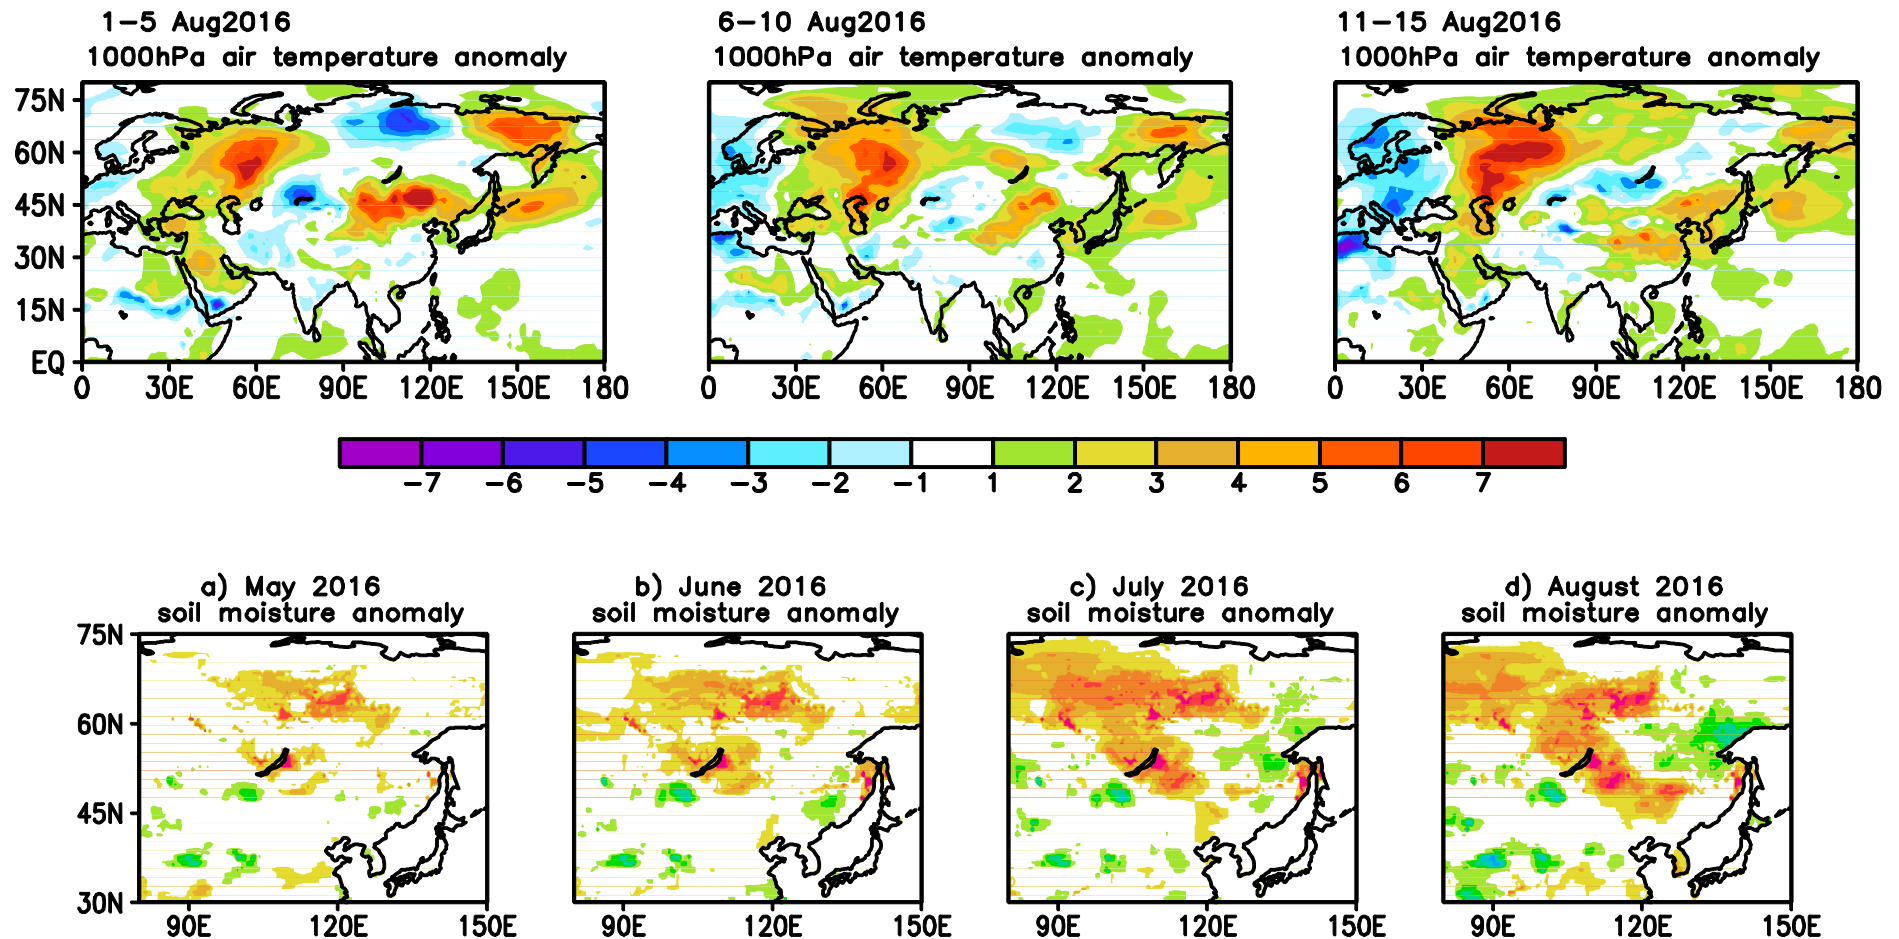 1−5 Aug2016
1000hPa air temperature anomaly
6−10 Aug2016
1000hPa air temperature anomaly
11−15 Aug2016
1000hPa air temperature anomaly
75N
60N
45N
30N
15N
EQ
0 30E 60E 90E 120E 150E 180
0 30E 60E 90E 120E 150E 180
0 30E 60E 90E 120E 150E 180
−7 −6 −5 −4 −3 −2 −1 1 2 3 4 5 6 7
a) May 2016
soil moisture anomaly
b) June 2016
soil moisture anomaly
c) July 2016
soil moisture anomaly
d) August 2016
soil moisture anomaly
75N
60N
45N
30N
90E 120E 150E
90E 120E 150E
90E 120E 150E
90E 120E 150E